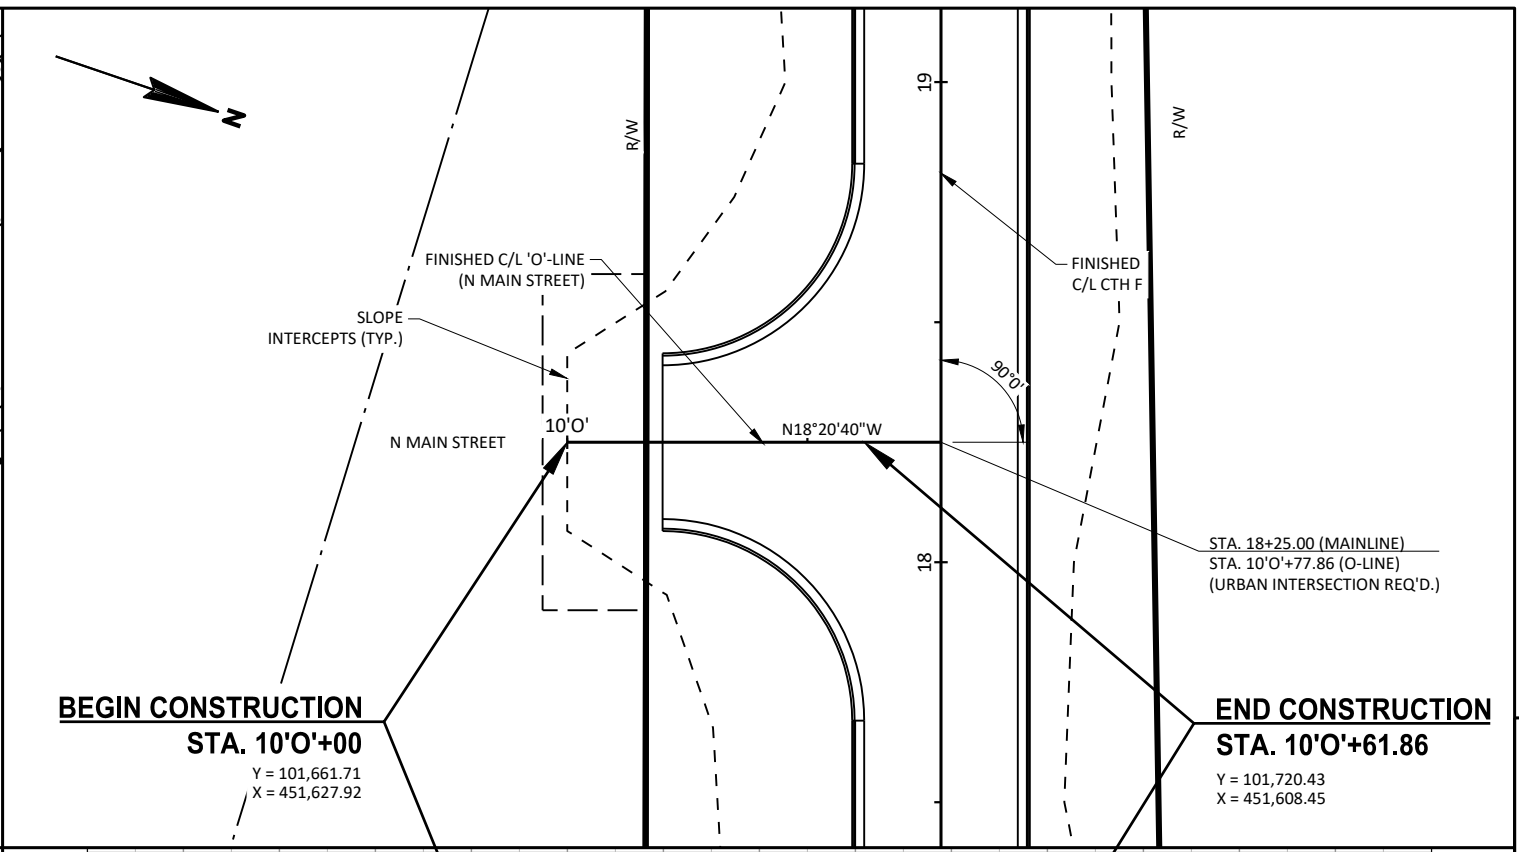 N
R/W
19
R/W
FINISHED C/L 'O'-LINE
(N MAIN STREET)
FINISHED
C/L CTH F
SLOPE
INTERCEPTS (TYP.)
90°0'
10'O'
N18°20'40"W
N MAIN STREET
18
STA. 18+25.00 (MAINLINE)
STA. 10'O'+77.86 (O-LINE)
(URBAN INTERSECTION REQ'D.)
BEGIN CONSTRUCTION
STA. 10'O'+00
Y = 101,661.71
X = 451,627.92
END CONSTRUCTION
STA. 10'O'+61.86
Y = 101,720.43
X = 451,608.45